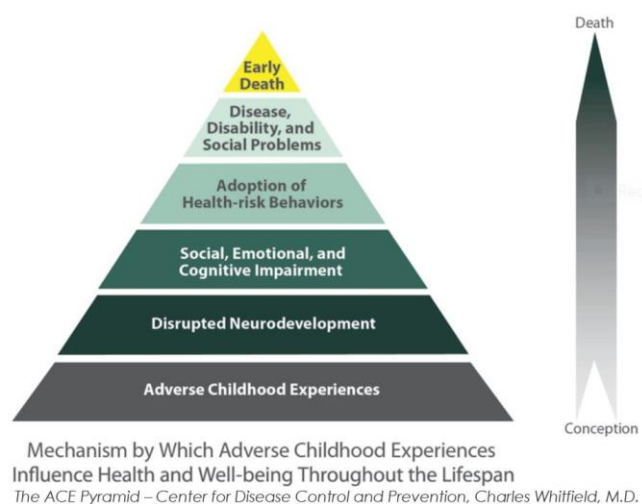 Death
Early
Death
Disease,
Disability, and
Social Problems
Adoption of
Health-risk Behaviors
Social, Emotional, and
Cognitive Impairment
Disrupted Neurodevelopment
Adverse Childhood Experiences
Conception
Mechanism by Which Adverse Childhood Experiences
Influence Health and Well-being Throughout the Lifespan
The ACE Pyramid – Center for Disease Control and Prevention, Charles Whitfield, M.D.